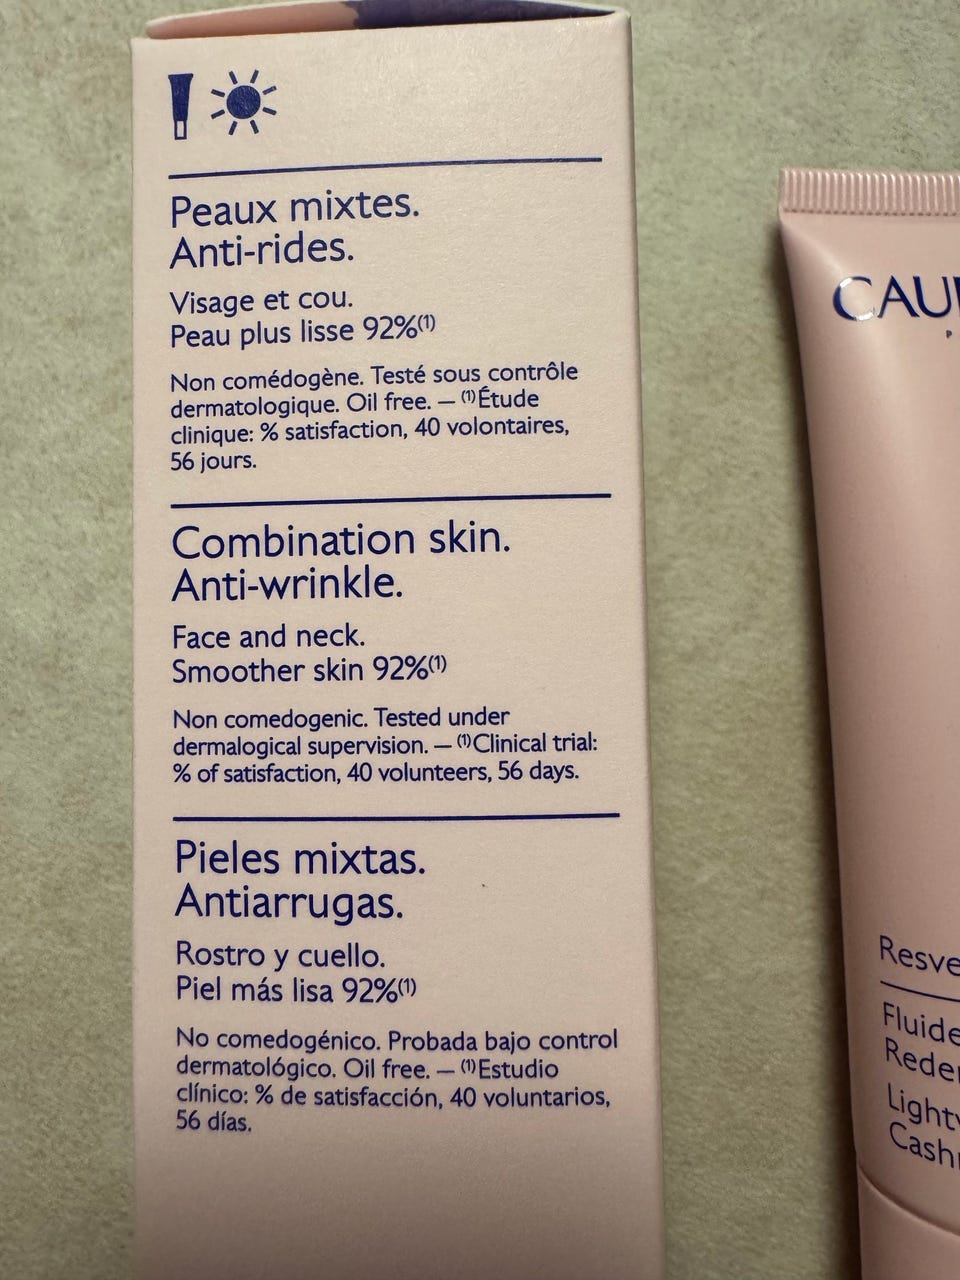 Peaux mixtes.
Anti-rides.
Visage et cou.
Peau plus lisse 92%(1)
Non comédogène. Testé sous contrôle
dermatologique. Oil free. – (1)Étude
clinique: % satisfaction, 40 volontaires,
56 jours.
Combination skin.
Anti-wrinkle.
Face and neck.
Smoother skin 92%(1)
Non comedogenic. Tested under
dermalogical supervision. – (1)Clinical trial:
% of satisfaction, 40 volunteers, 56 days.
Pieles mixtas.
Antiarrugas.
Rostro y cuello.
Piel más lisa 92%(1)
No comedogénico. Probada bajo control
dermatológico. Oil free. – (1)Estudio
clínico: % de satisfacción, 40 voluntarios,
56 días.